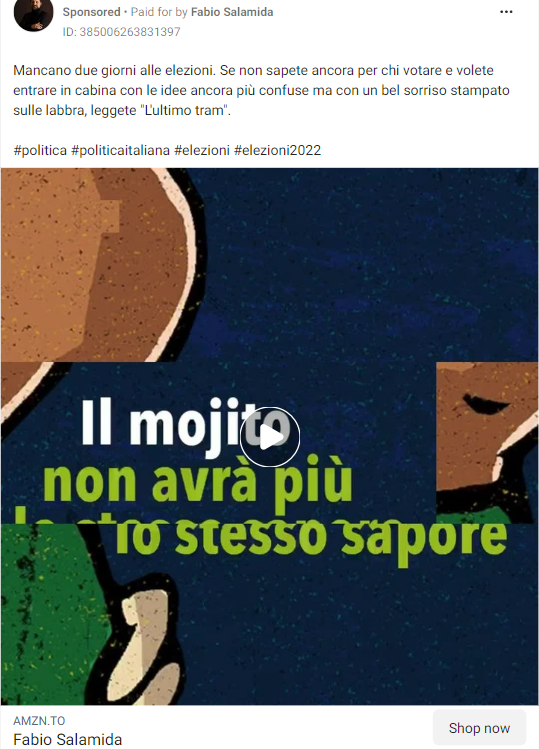 Sponsored • Paid for by Fabio Salamida
ID: 385006263831397
Mancano due giorni alle elezioni. Se non sapete ancora per chi votare e volete
entrare in cabina con le idee ancora più confuse ma con un bel sorriso stampato
sulle labbra, leggete "L'ultimo tram".
#politica #politicaitaliana #elezioni #elezioni2022
Il mojito
non avrà più
lo stesso sapore
AMZN.TO
Fabio Salamida
Shop now